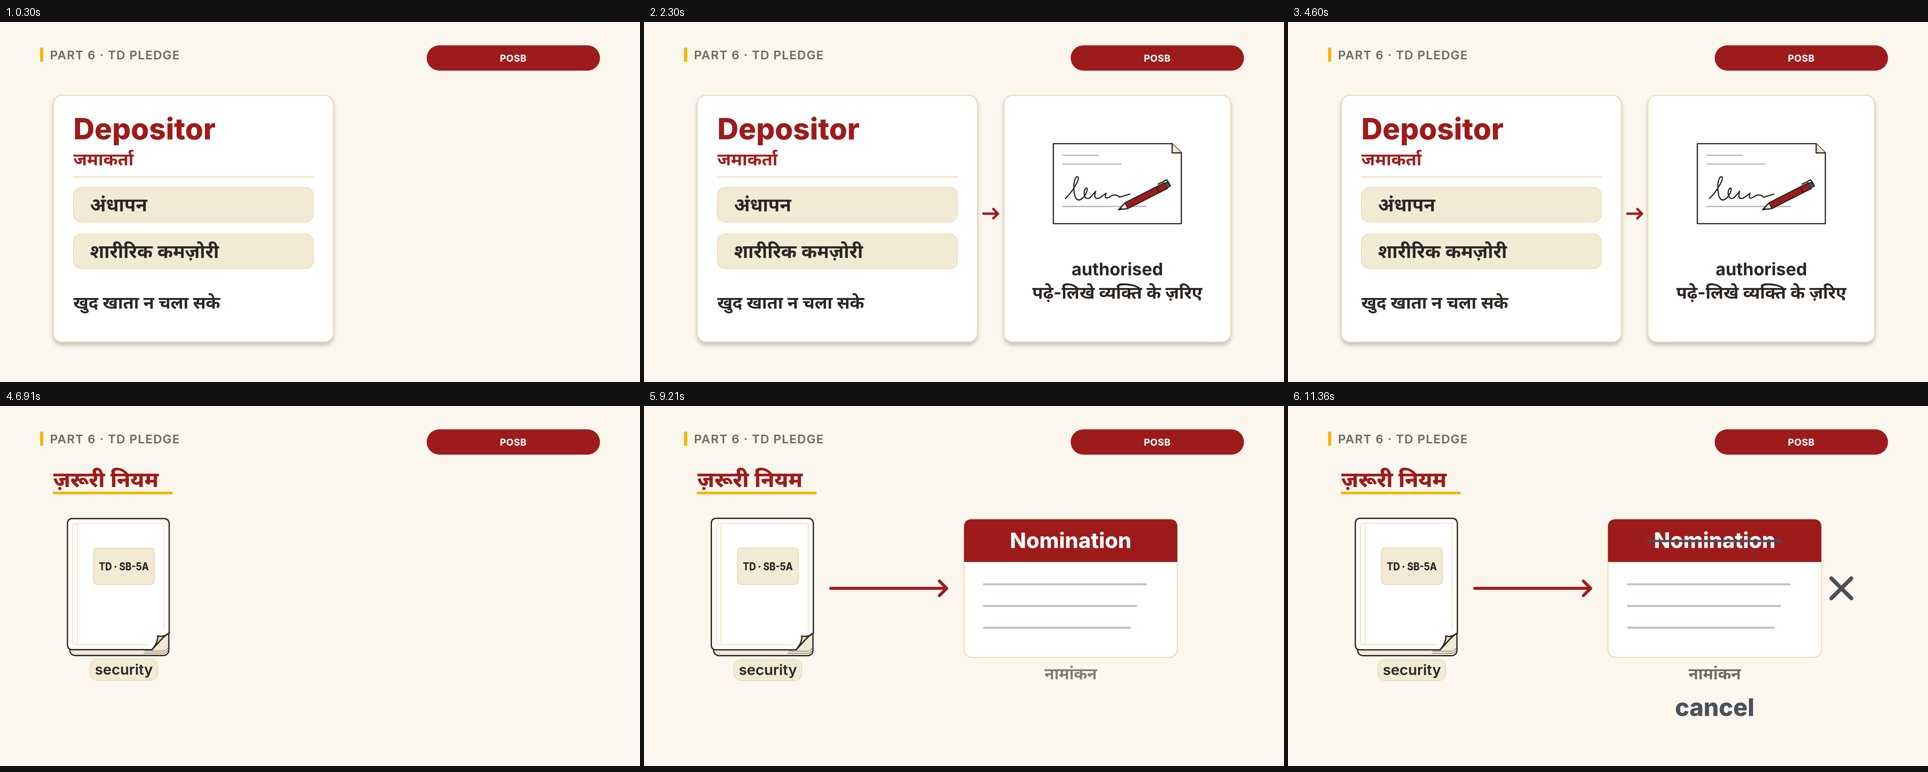 1. 0.30s
PART 6 · TD PLEDGE
POSB
Depositor
जमाकर्ता
अंधापन
शारीरिक कमज़ोरी
खुद खाता न चला सके
2. 2.30s
PART 6 · TD PLEDGE
POSB
Depositor
जमाकर्ता
अंधापन
शारीरिक कमज़ोरी
खुद खाता न चला सके
authorised
पढ़े-लिखे व्यक्ति के ज़रिए
3. 4.60s
PART 6 · TD PLEDGE
POSB
Depositor
जमाकर्ता
अंधापन
शारीरिक कमज़ोरी
खुद खाता न चला सके
authorised
पढ़े-लिखे व्यक्ति के ज़रिए
4. 6.91s
PART 6 · TD PLEDGE
POSB
ज़रूरी नियम
TD · SB-5A
security
5. 9.21s
PART 6 · TD PLEDGE
POSB
ज़रूरी नियम
TD · SB-5A
security
Nomination
नामांकन
6. 11.36s
PART 6 · TD PLEDGE
POSB
ज़रूरी नियम
TD · SB-5A
security
Nomination
नामांकन
cancel